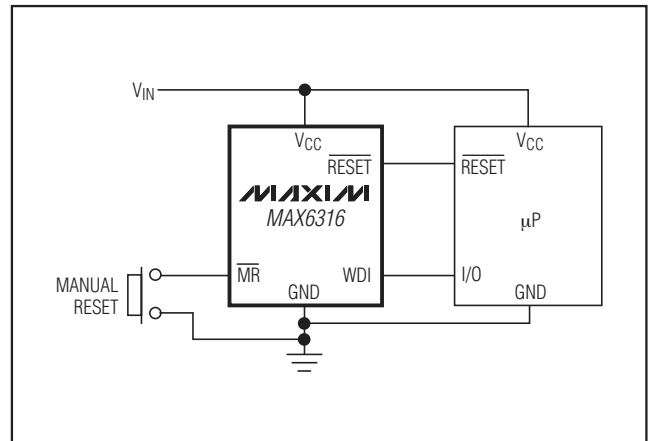 VIN
VCC
RESET
MAXIM
MAX6316
MR
WDI
GND
MANUAL
RESET
VCC
RESET
μP
I/O
GND